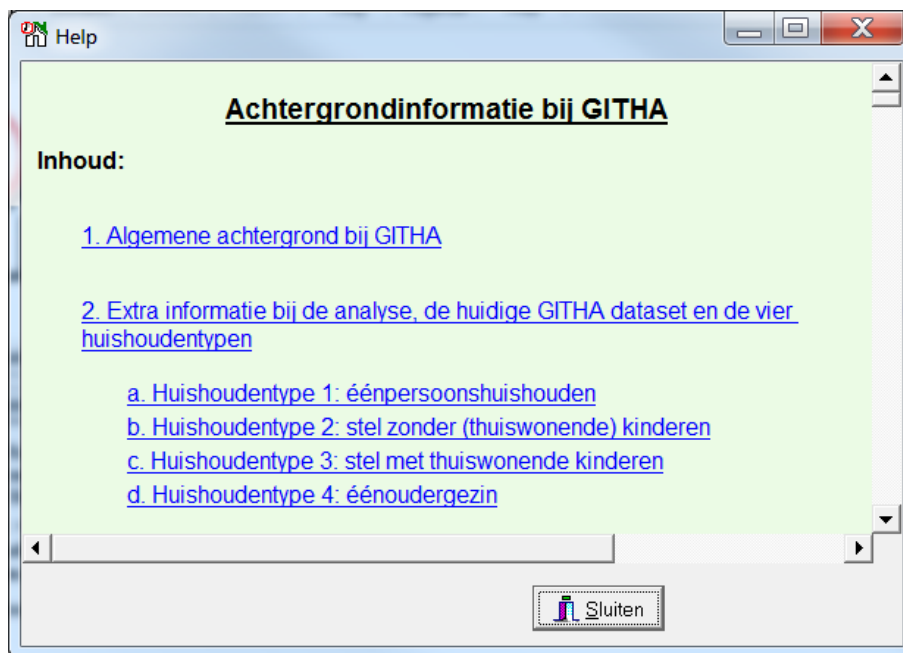 Help
Achtergrondinformatie bij GITHA
Inhoud:
1. Algemene achtergrond bij GITHA
2. Extra informatie bij de analyse, de huidige GITHA dataset en de vier
huishoudentypen
a. Huishoudentype 1: éénpersoonshuishouden
b. Huishoudentype 2: stel zonder (thuiswonende) kinderen
c. Huishoudentype 3: stel met thuiswonende kinderen
d. Huishoudentype 4: éénoudergezin
Sluiten